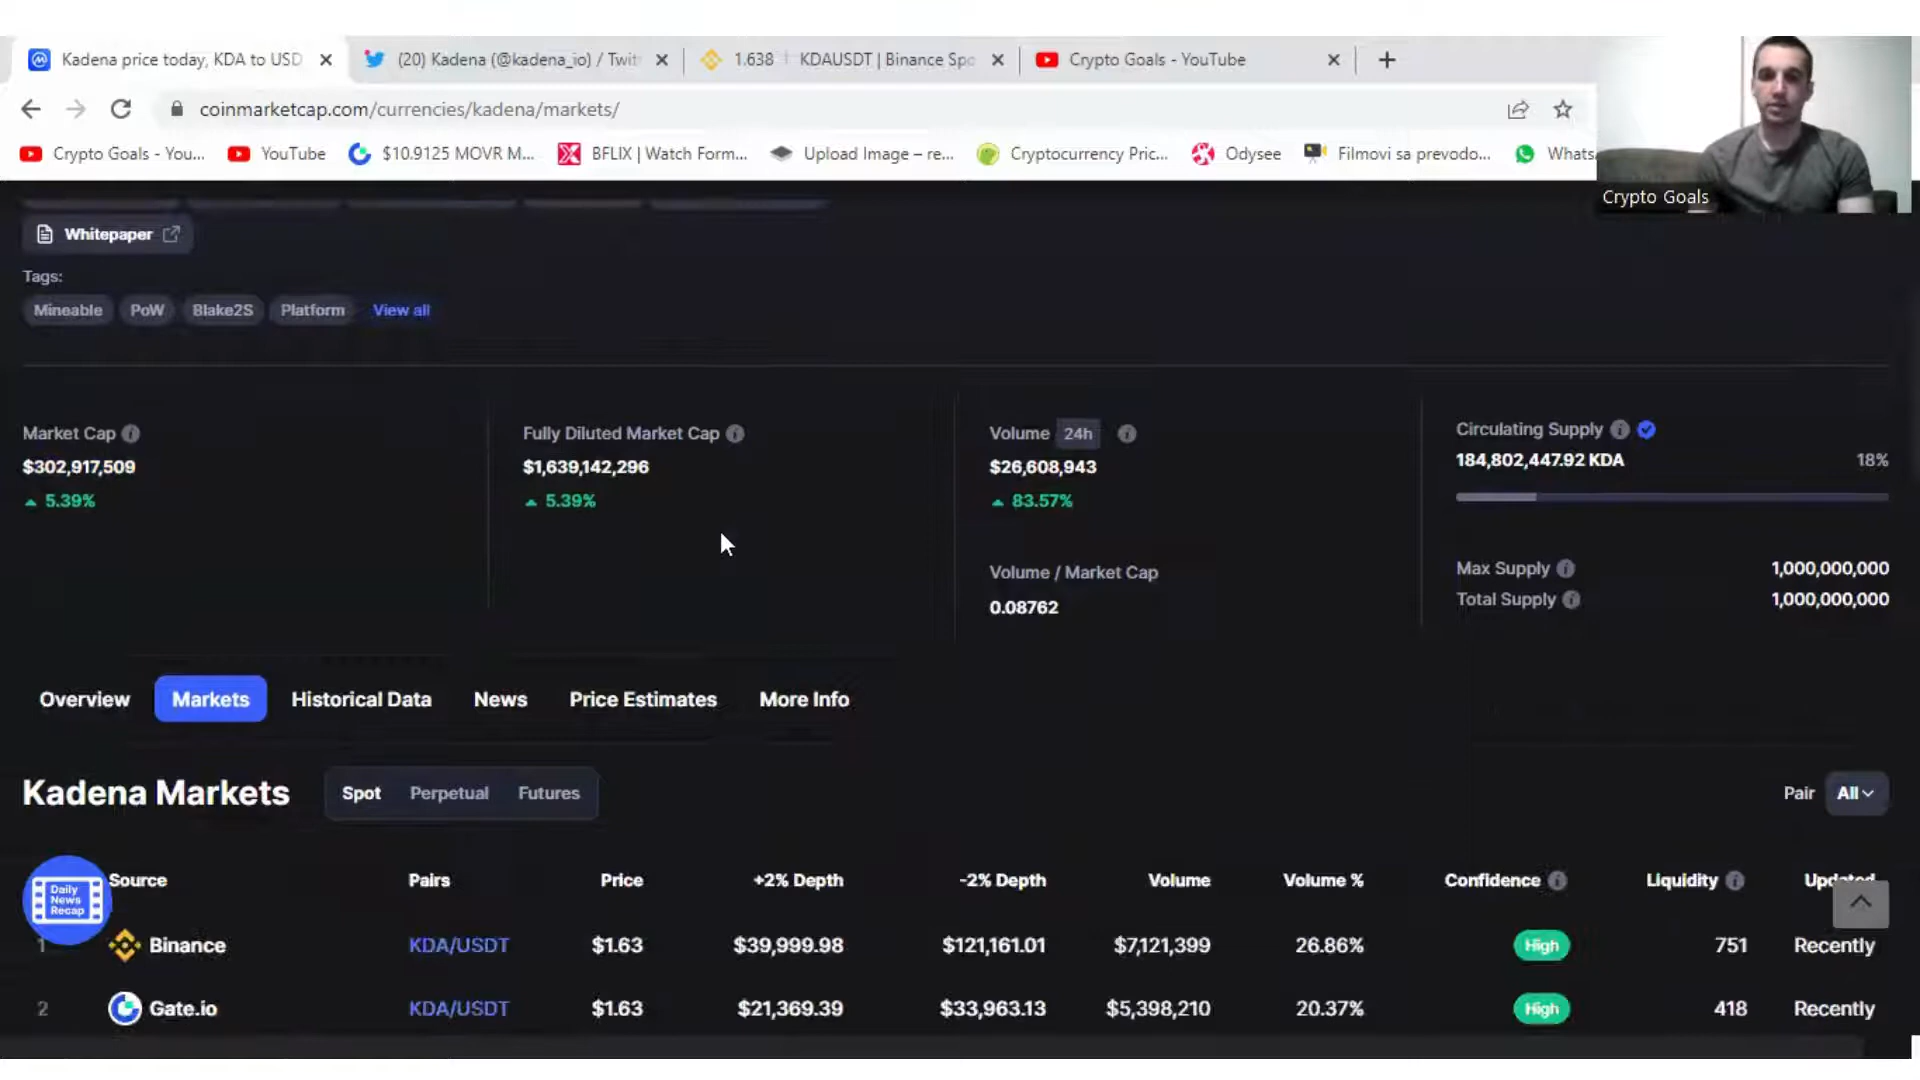 Kadena price today, KDA to USD
(20) Kadena (@kadena_io) / Twit
1.638 KDAUSDT | Binance Spo
Crypto Goals - YouTube
coinmarketcap.com/currencies/kadena/markets/
Crypto Goals - You...
YouTube
$10.9125 MOVR M...
BFLIX | Watch Form...
Upload Image – re...
Cryptocurrency Pric...
Odysee
Filmovi sa prevodo...
Whats
Crypto Goals
Whitepaper
Tags:
Mineable
PoW
Blake2S
Platform
View all
Market Cap
$302,917,509
5.39%
Fully Diluted Market Cap
$1,639,142,296
5.39%
Volume 24h
$26,608,943
83.57%
Volume / Market Cap
0.08762
Circulating Supply
184,802,447.92 KDA 18%
Max Supply 1,000,000,000
Total Supply 1,000,000,000
Overview Markets Historical Data News Price Estimates More Info
Kadena Markets Spot Perpetual Futures Pair All
Daily
News
Recap
Source Pairs Price +2% Depth -2% Depth Volume Volume % Confidence Liquidity Updated
1 Binance KDA/USDT $1.63 $39,999.98 $121,161.01 $7,121,399 26.86% High 751 Recently
2 Gate.io KDA/USDT $1.63 $21,369.39 $33,963.13 $5,398,210 20.37% High 418 Recently